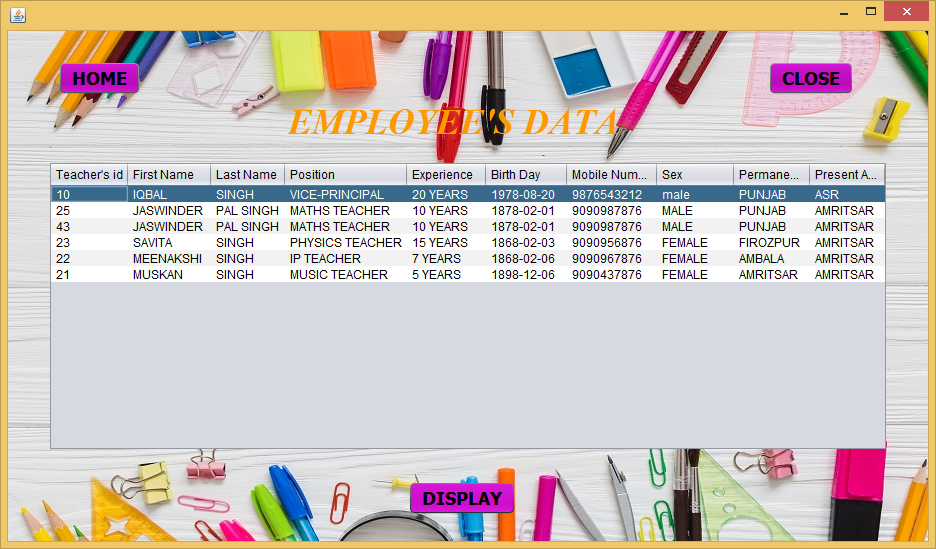 HOME CLOSE
EMPLOYEE'S DATA
Teacher's id First Name Last Name Position Experience Birth Day Mobile Num... Sex Permane... Present A...
10 IQBAL SINGH VICE-PRINCIPAL 20 YEARS 1978-08-20 9876543212 male PUNJAB ASR
25 JASWINDER PAL SINGH MATHS TEACHER 10 YEARS 1878-02-01 9090987876 MALE PUNJAB AMRITSAR
43 JASWINDER PAL SINGH MATHS TEACHER 10 YEARS 1878-02-01 9090987876 MALE PUNJAB AMRITSAR
23 SAVITA SINGH PHYSICS TEACHER 15 YEARS 1868-02-03 9090956876 FEMALE FIROZPUR AMRITSAR
22 MEENAKSHI SINGH IP TEACHER 7 YEARS 1868-02-06 9090967876 FEMALE AMBALA AMRITSAR
21 MUSKAN SINGH MUSIC TEACHER 5 YEARS 1898-12-06 9090437876 FEMALE AMRITSAR AMRITSAR
DISPLAY